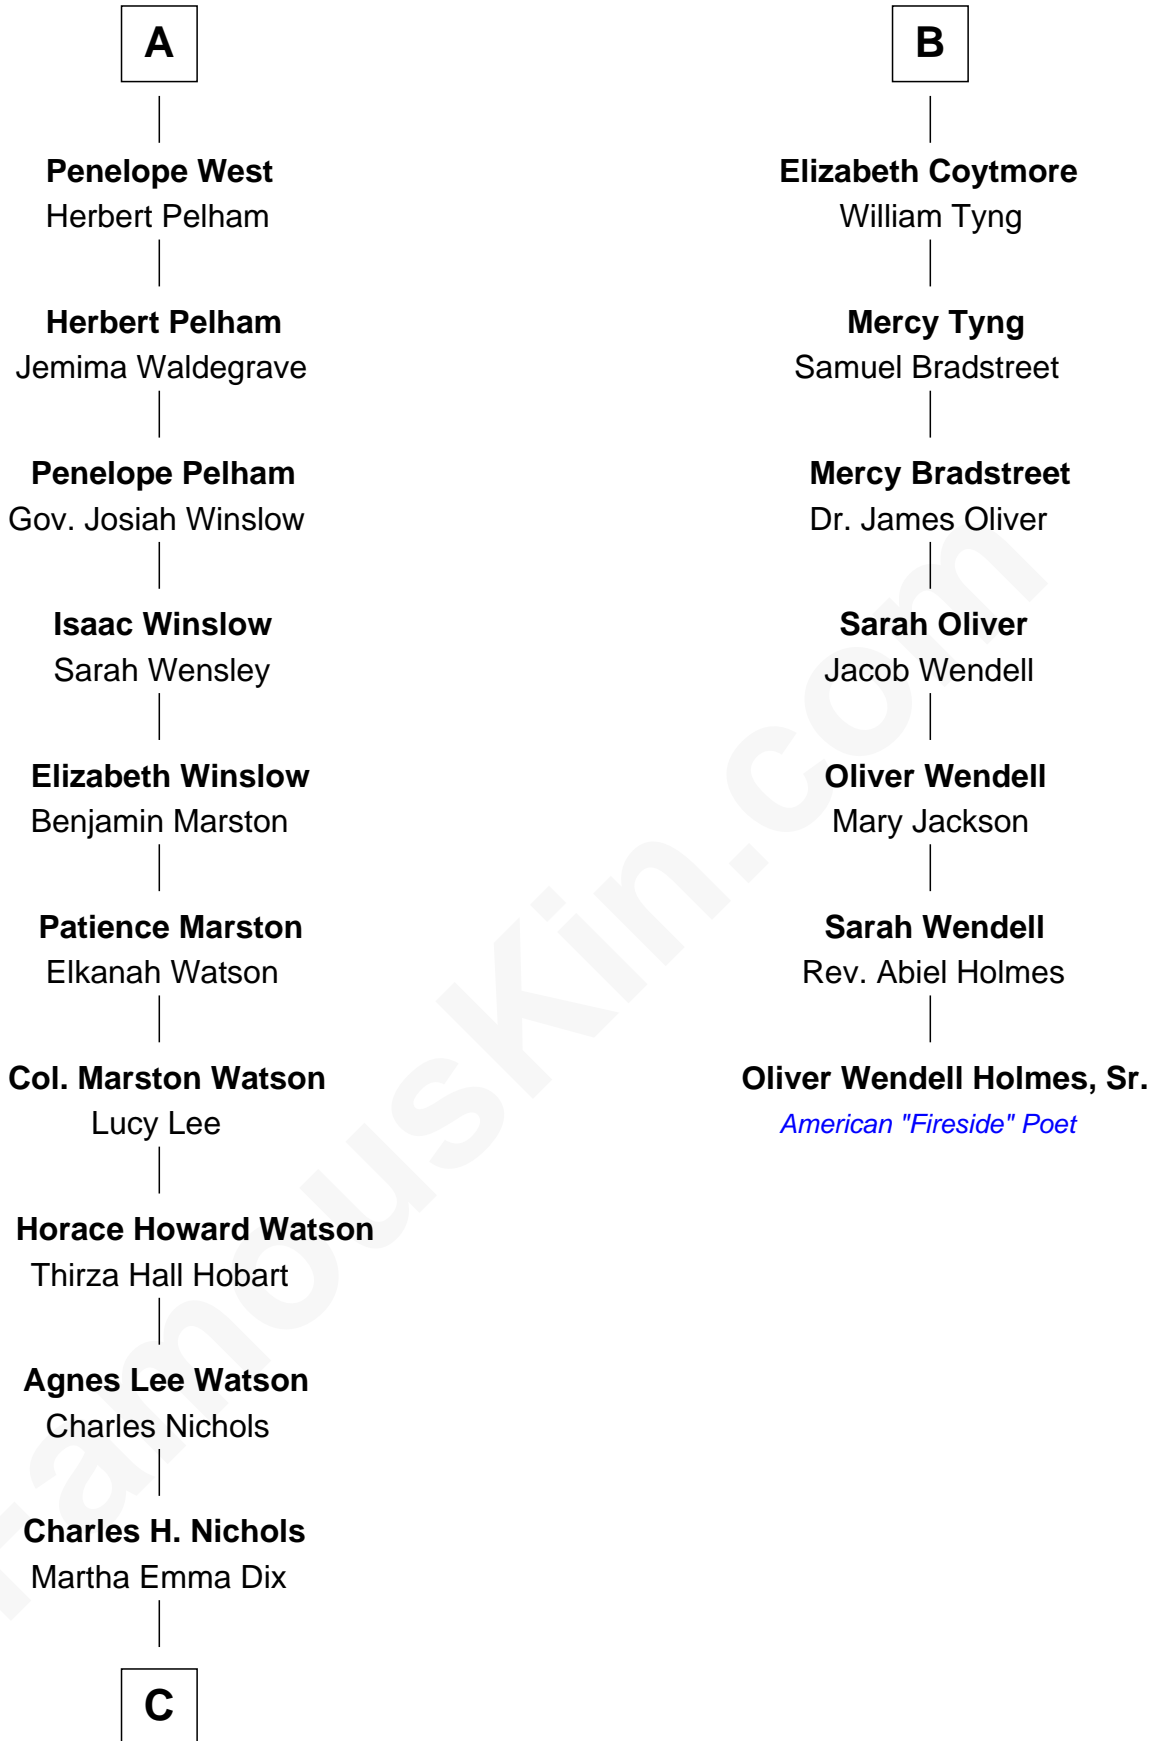 A
Penelope West
Herbert Pelham
Herbert Pelham
Jemima Waldegrave
Penelope Pelham
Gov. Josiah Winslow
Isaac Winslow
Sarah Wensley
Elizabeth Winslow
Benjamin Marston
Patience Marston
Elkanah Watson
Col. Marston Watson
Lucy Lee
Horace Howard Watson
Thirza Hall Hobart
Agnes Lee Watson
Charles Nichols
Charles H. Nichols
Martha Emma Dix
C
B
Elizabeth Coytmore
William Tyng
Mercy Tyng
Samuel Bradstreet
Mercy Bradstreet
Dr. James Oliver
Sarah Oliver
Jacob Wendell
Oliver Wendell
Mary Jackson
Sarah Wendell
Rev. Abiel Holmes
Oliver Wendell Holmes, Sr.
American "Fireside" Poet
FamousKin.com